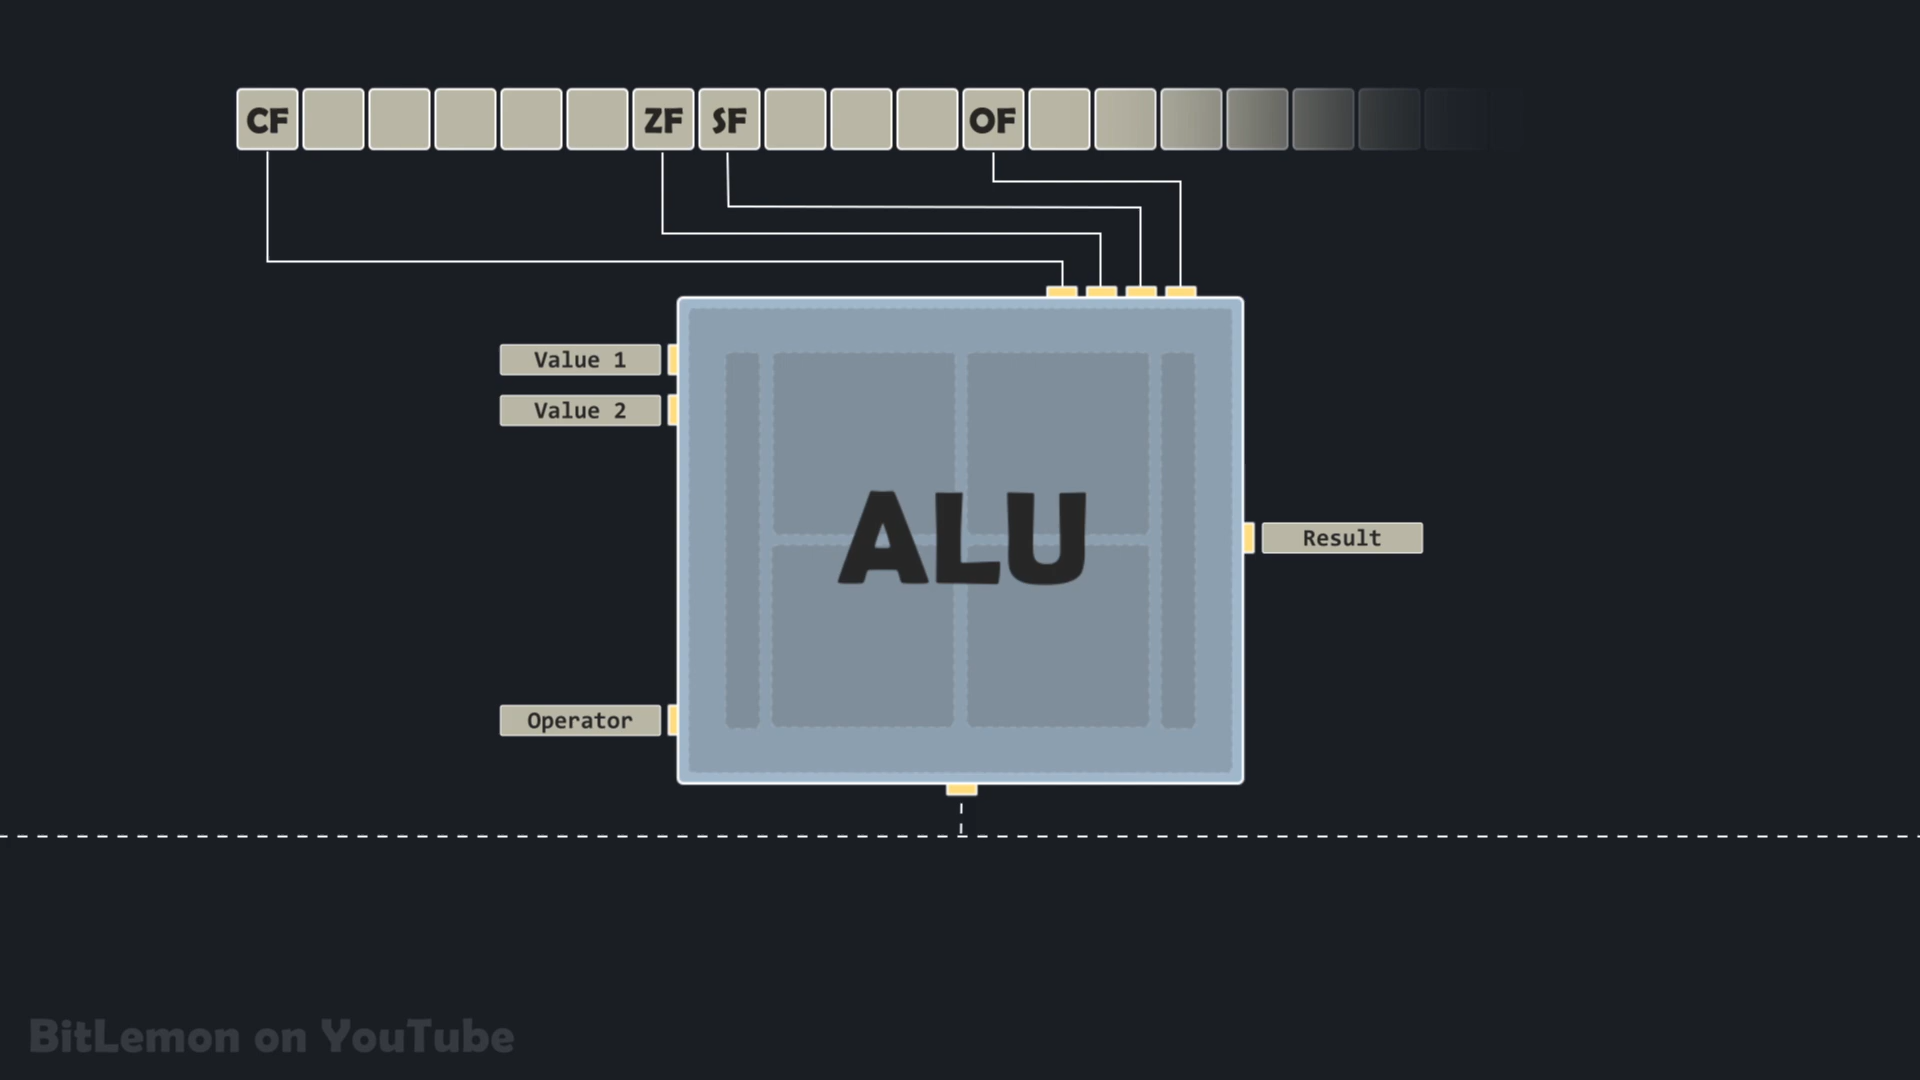 CF ZF SF OF
Value 1
Value 2
ALU
Result
Operator
BitLemon on YouTube